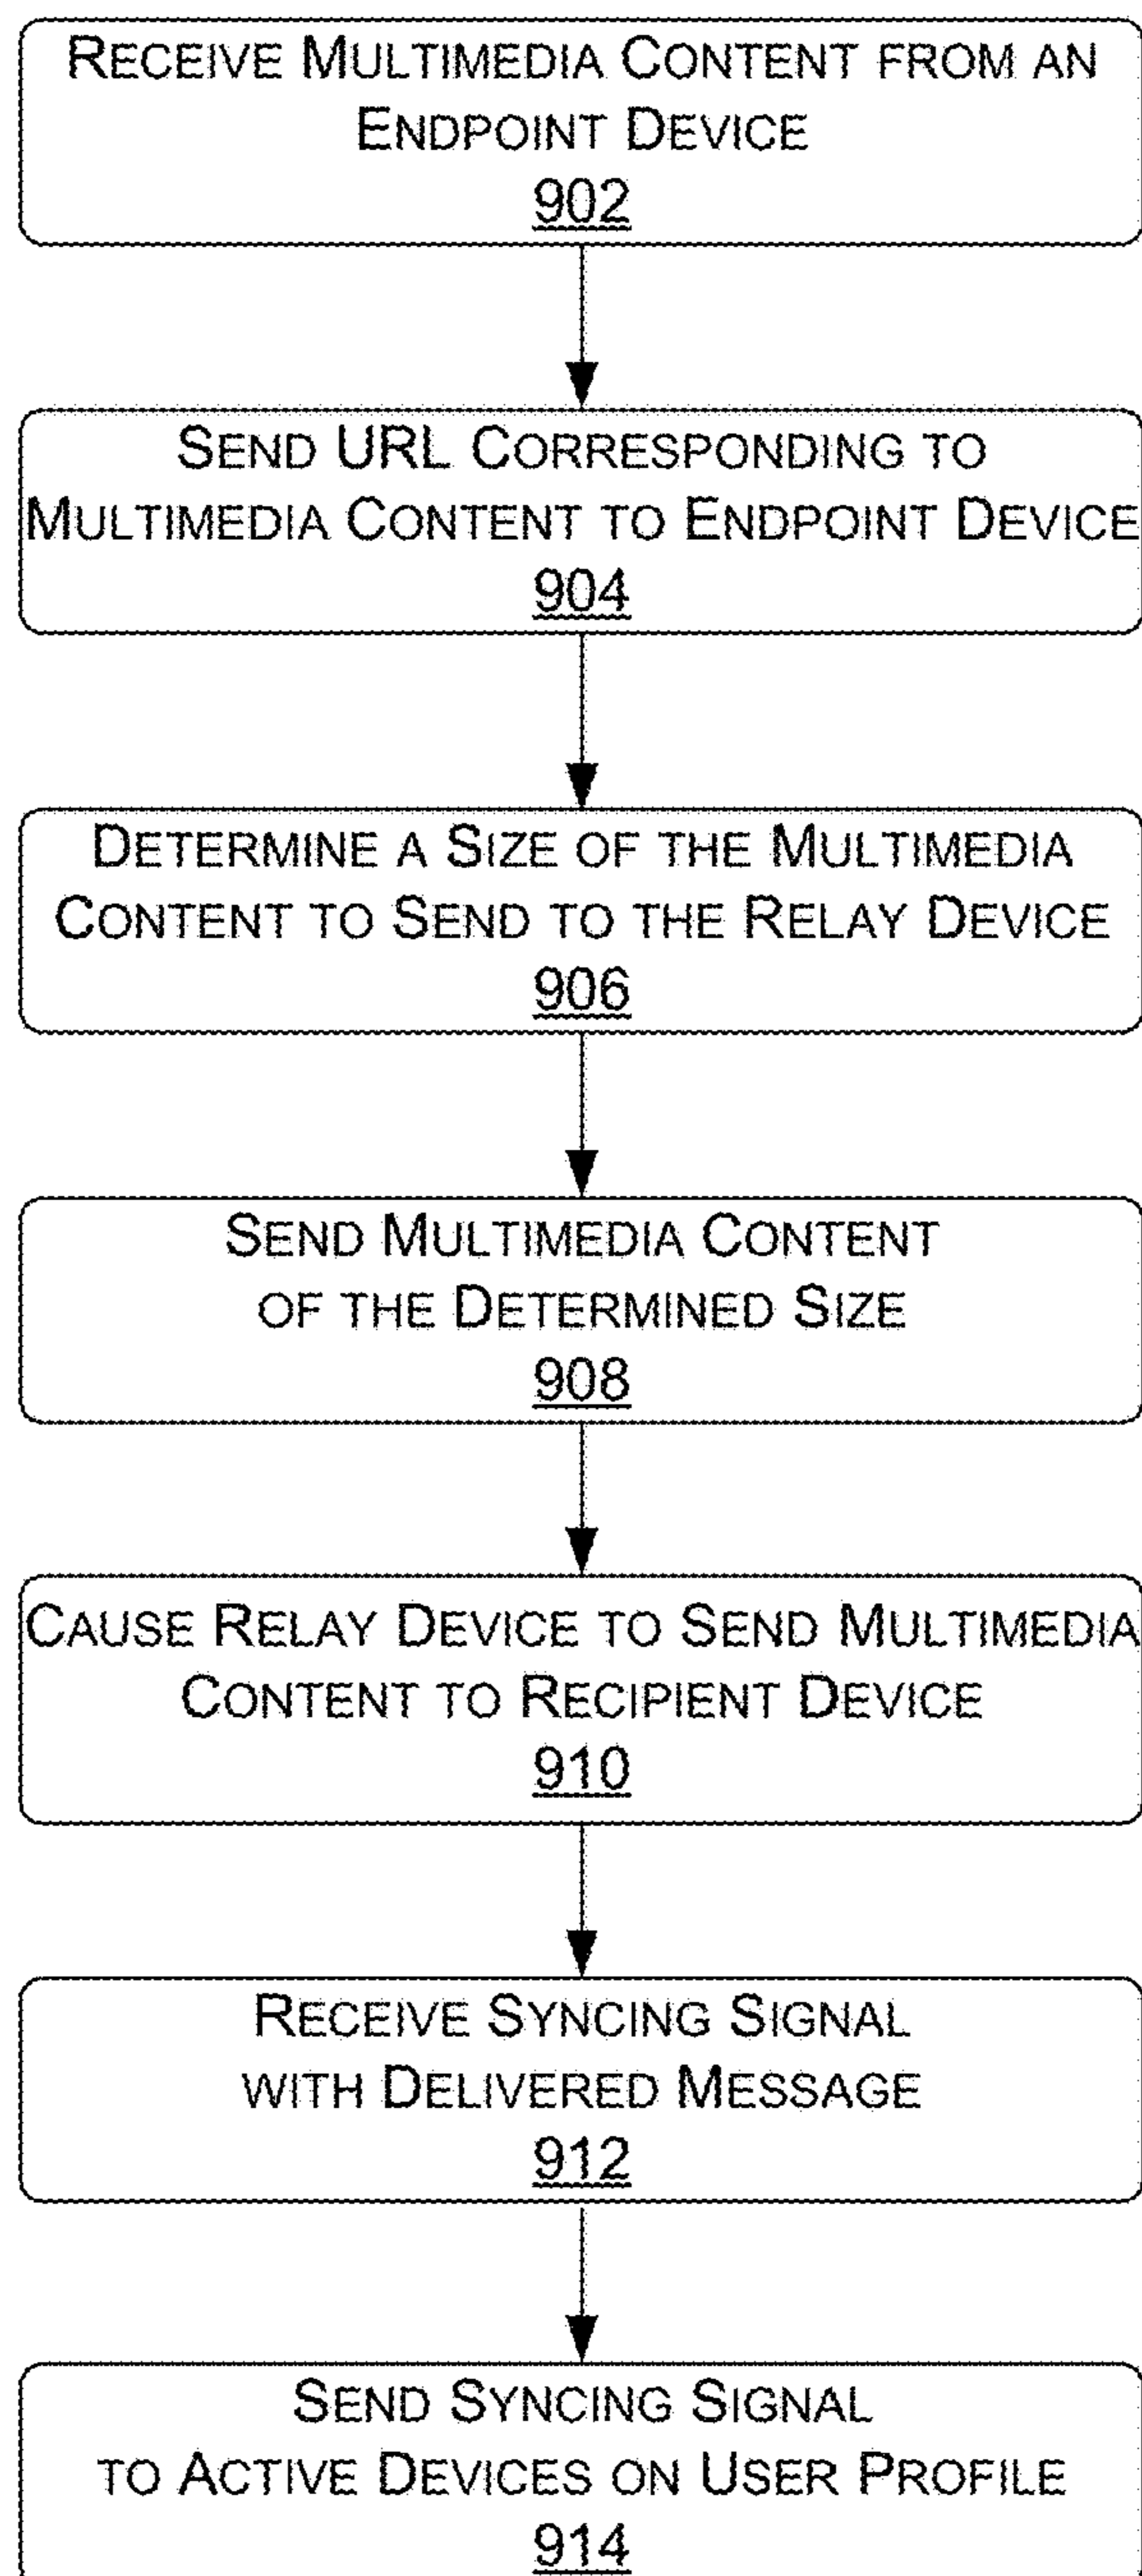 RECEIVE MULTIMEDIA CONTENT FROM AN
ENDPOINT DEVICE
902
SEND URL CORRESPONDING TO
MULTIMEDIA CONTENT TO ENDPOINT DEVICE
904
DETERMINE A SIZE OF THE MULTIMEDIA
CONTENT TO SEND TO THE RELAY DEVICE
906
SEND MULTIMEDIA CONTENT
OF THE DETERMINED SIZE
908
CAUSE RELAY DEVICE TO SEND MULTIMEDIA
CONTENT TO RECIPIENT DEVICE
910
RECEIVE SYNCING SIGNAL
WITH DELIVERED MESSAGE
912
SEND SYNCING SIGNAL
TO ACTIVE DEVICES ON USER PROFILE
914